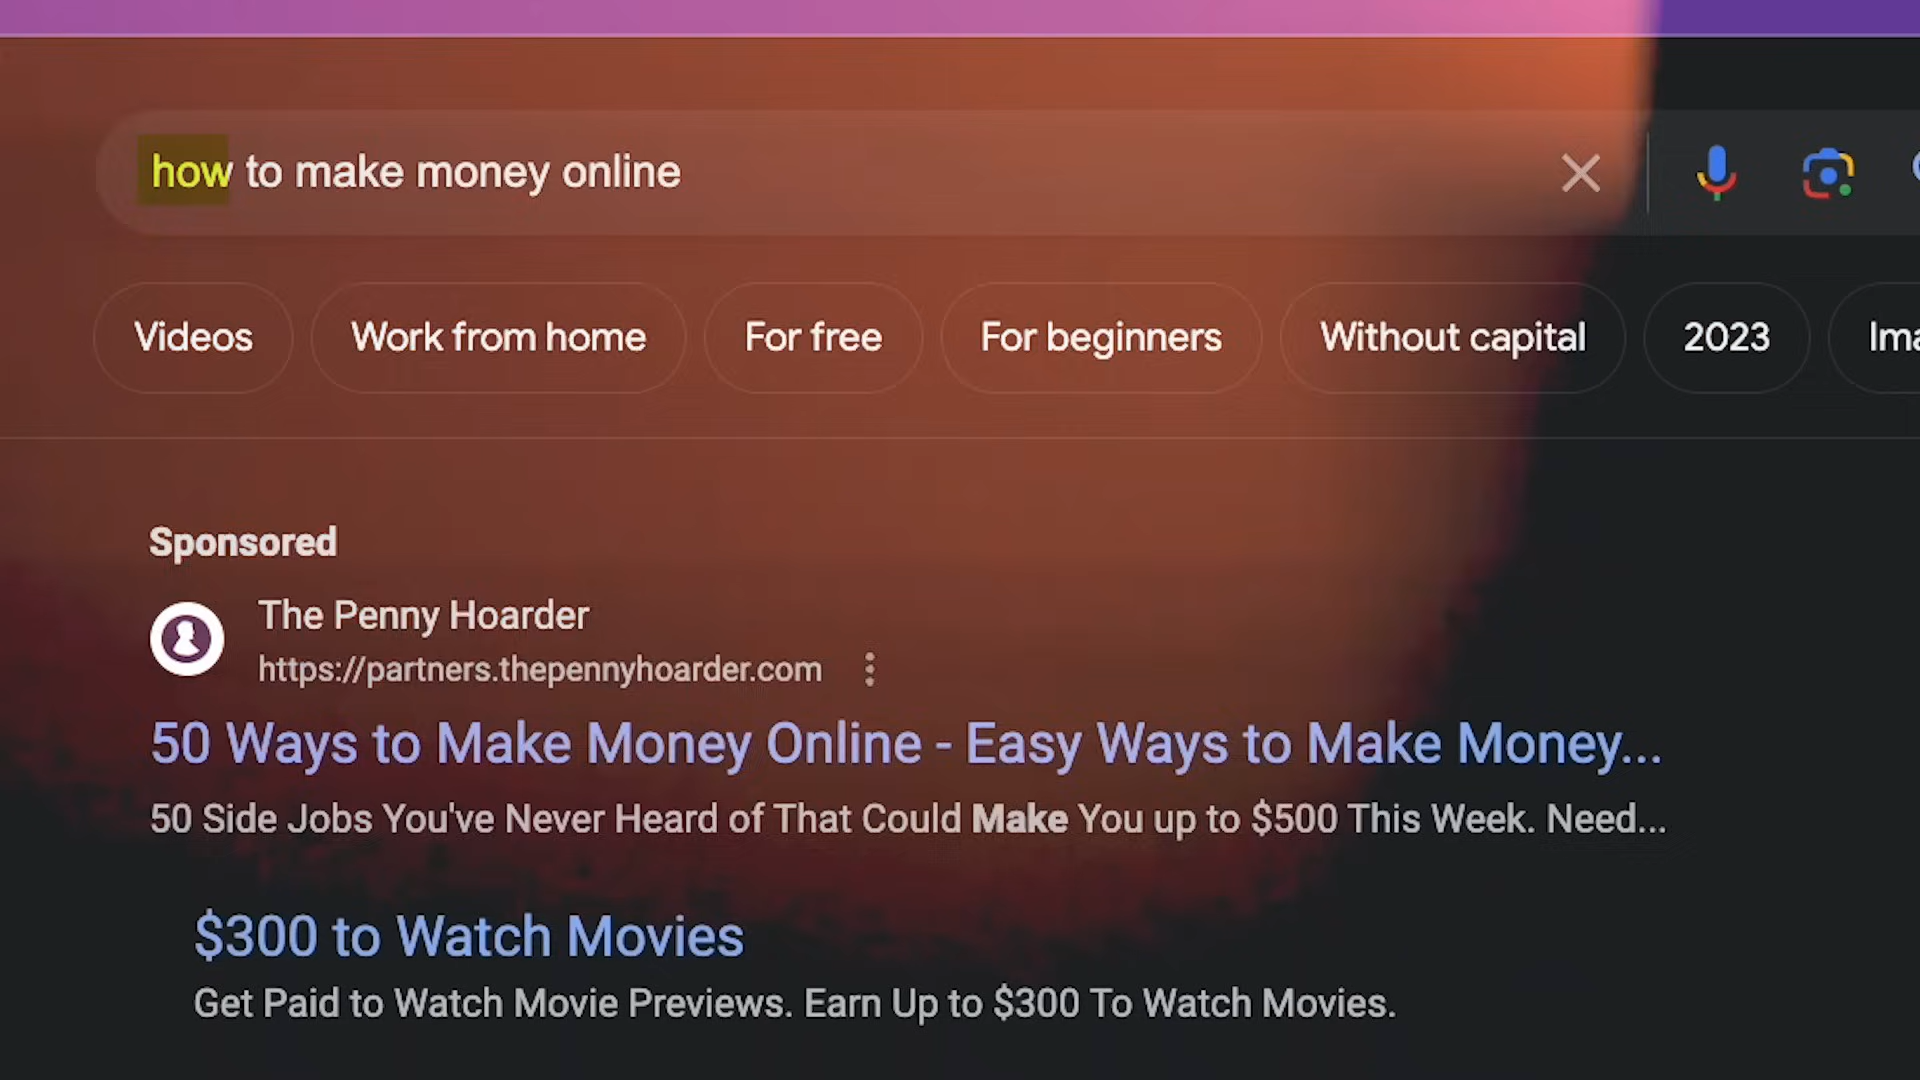 how to make money online
Videos
Work from home
For free
For beginners
Without capital
2023
Sponsored
The Penny Hoarder
https://partners.thepennyhoarder.com
50 Ways to Make Money Online - Easy Ways to Make Money...
50 Side Jobs You've Never Heard of That Could Make You up to $500 This Week. Need...
$300 to Watch Movies
Get Paid to Watch Movie Previews. Earn Up to $300 To Watch Movies.